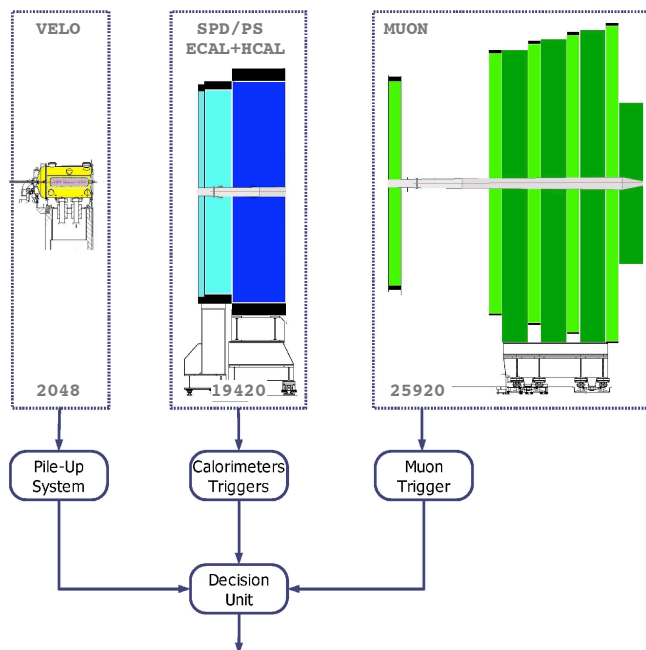 VELO
SPD/PS
ECAL+HCAL
MUON
2048
19420
25920
Pile-Up
System
Calorimeters
Triggers
Muon
Trigger
Decision
Unit